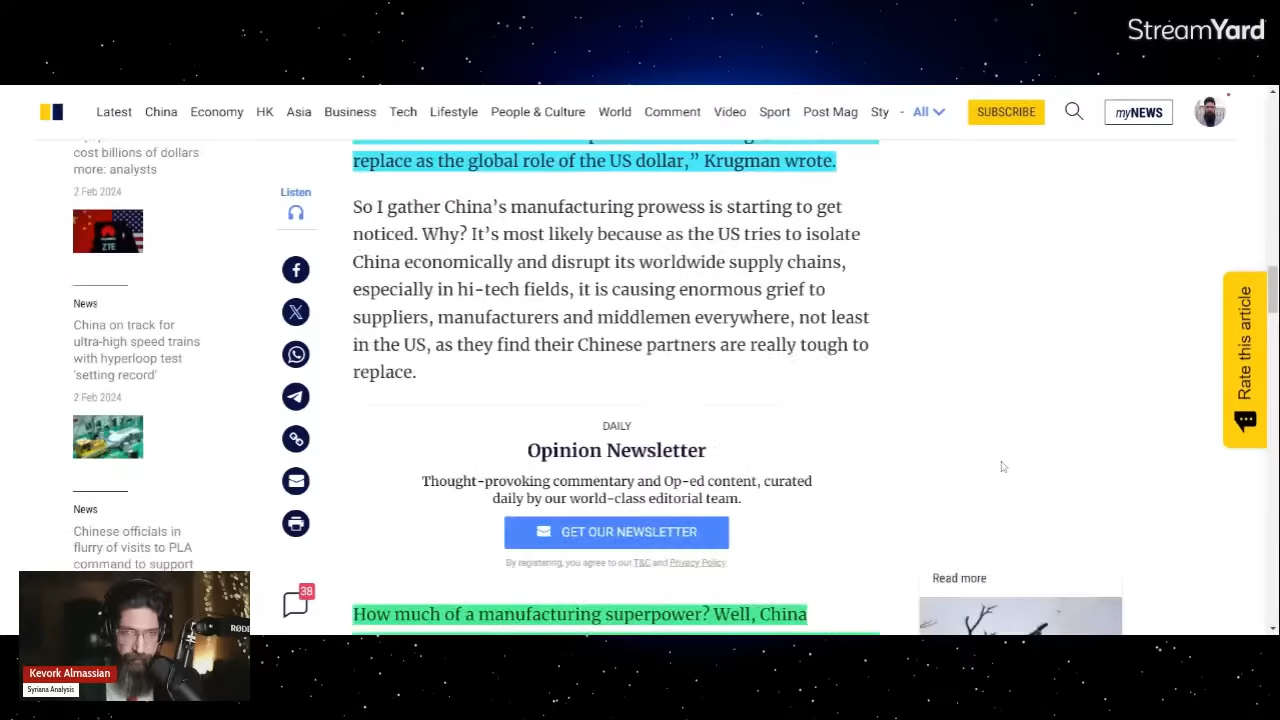 StreamYard
Latest China Economy HK Asia Business Tech Lifestyle People & Culture World Comment Video Sport Post Mag Sty - All SUBSCRIBE myNEWS
cost billions of dollars
more: analysts
2 Feb 2024
HUAWEI
ZTE
News
China on track for
ultra-high speed trains
with hyperloop test
'setting record'
2 Feb 2024
News
Chinese officials in
flurry of visits to PLA
command to support
Listen
38
replace as the global role of the US dollar,” Krugman wrote.
So I gather China’s manufacturing prowess is starting to get
noticed. Why? It’s most likely because as the US tries to isolate
China economically and disrupt its worldwide supply chains,
especially in hi-tech fields, it is causing enormous grief to
suppliers, manufacturers and middlemen everywhere, not least
in the US, as they find their Chinese partners are really tough to
replace.
DAILY
Opinion Newsletter
Thought-provoking commentary and Op-ed content, curated
daily by our world-class editorial team.
GET OUR NEWSLETTER
By registering, you agree to our T&C and Privacy Policy
How much of a manufacturing superpower? Well, China
Read more
Rate this article
RØDE
Kevork Almassian
Syriana Analysis